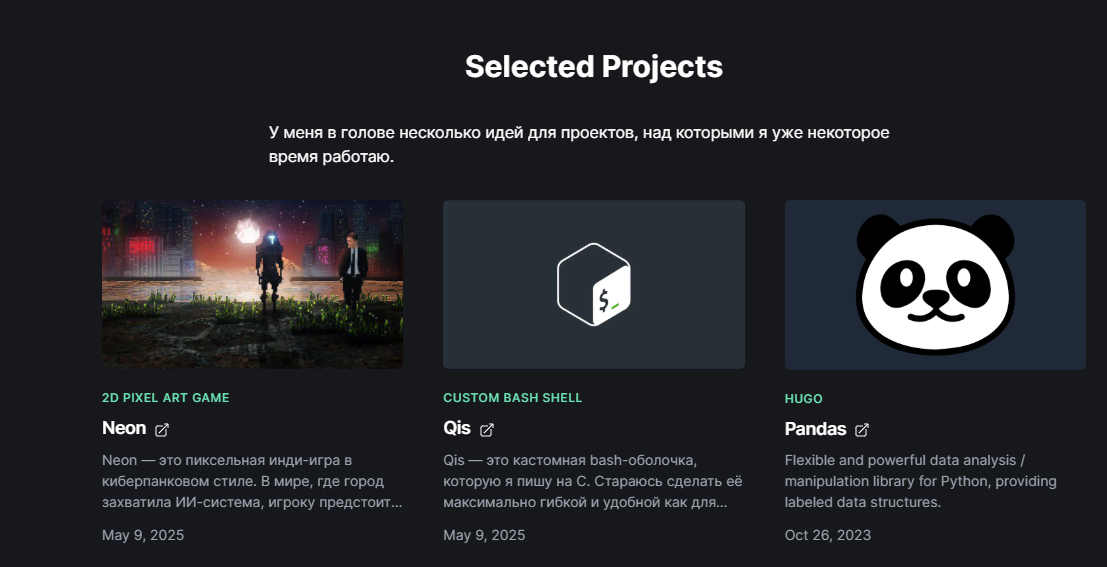 Selected Projects
У меня в голове несколько идей для проектов, над которыми я уже некоторое
время работаю.
$_
2D PIXEL ART GAME
Neon
Neon — это пиксельная инди-игра в
киберпанковом стиле. В мире, где город
захватила ИИ-система, игроку предстоит...
May 9, 2025
CUSTOM BASH SHELL
Qis
Qis — это кастомная bash-оболочка,
которую я пишу на C. Стараюсь сделать её
максимально гибкой и удобной как для...
May 9, 2025
HUGO
Pandas
Flexible and powerful data analysis /
manipulation library for Python, providing
labeled data structures.
Oct 26, 2023